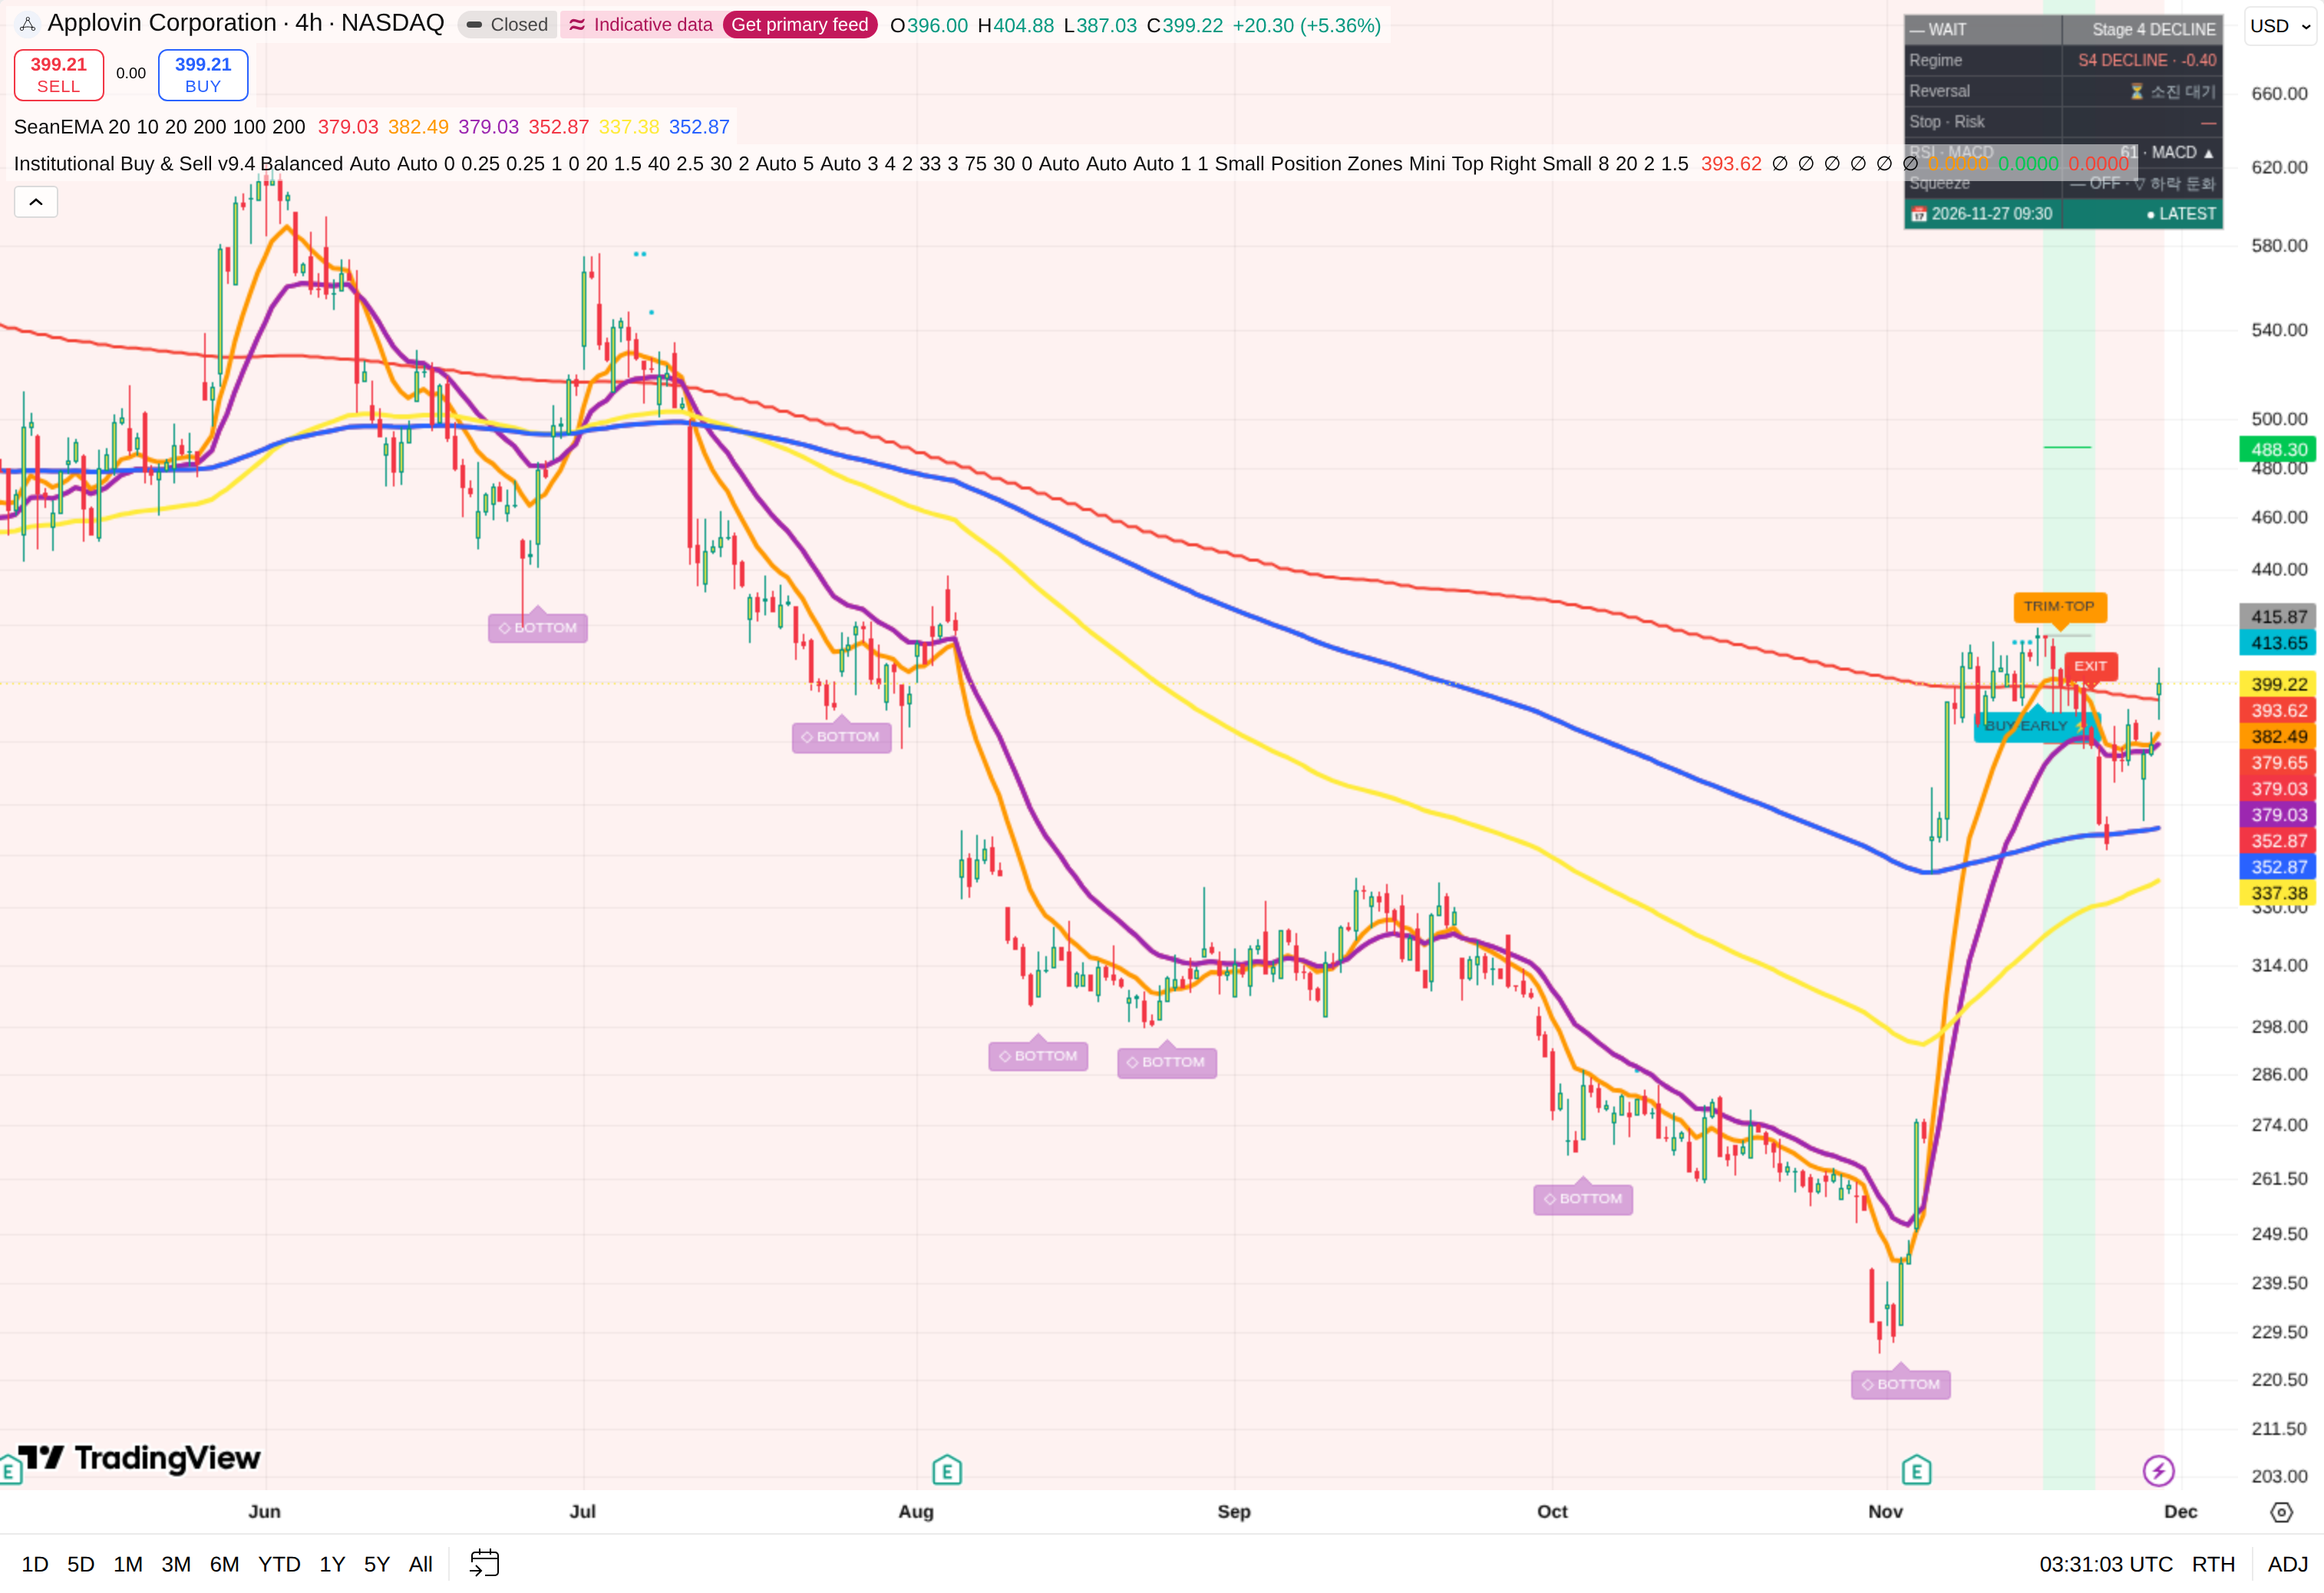 Applovin Corporation · 4h · NASDAQ Closed Indicative data Get primary feed O396.00 H404.88 L387.03 C399.22 +20.30 (+5.36%)
399.21 SELL 0.00 399.21 BUY
SeanEMA 20 10 20 200 100 200 379.03 382.49 379.03 352.87 337.38 352.87
Institutional Buy & Sell v9.4 Balanced Auto Auto 0 0.25 0.25 1 0 20 1.5 40 2.5 30 2 Auto 5 Auto 3 4 2 33 3 75 30 0 Auto Auto Auto 1 1 Small Position Zones Mini Top Right Small 8 20 2 1.5 393.62 ∅ ∅ ∅ ∅ ∅ ∅ 0.0000 0.0000 0.0000
— WAIT Stage 4 DECLINE
Regime S4 DECLINE · -0.40
Reversal ⏳ 소진 대기
Stop · Risk —
RSI · MACD 61 · MACD ▲
Squeeze — OFF · ▽ 하락 둔화
📅 2026-11-27 09:30 ● LATEST
USD
660.00
620.00
580.00
540.00
500.00
488.30
480.00
460.00
440.00
415.87
413.65
399.22
393.62
382.49
379.65
379.03
379.03
352.87
352.87
337.38
330.00
314.00
298.00
286.00
274.00
261.50
249.50
239.50
229.50
220.50
211.50
203.00
◇ BOTTOM
◇ BOTTOM
◇ BOTTOM
◇ BOTTOM
◇ BOTTOM
◇ BOTTOM
TRIM·TOP
EXIT
BUY·EARLY ⚡
TradingView
E
E
E
Jun Jul Aug Sep Oct Nov Dec
1D 5D 1M 3M 6M YTD 1Y 5Y All 03:31:03 UTC RTH ADJ